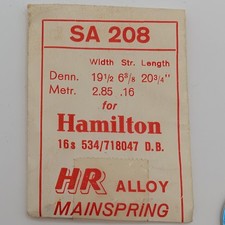 SA 208
Width Str. Length
Denn. 19 1/2 6 5/8 20 3/4"
Metr. 2.85 .16
for
Hamilton
16s 534/718047 D.B.
HR ALLOY
MAINSPRING